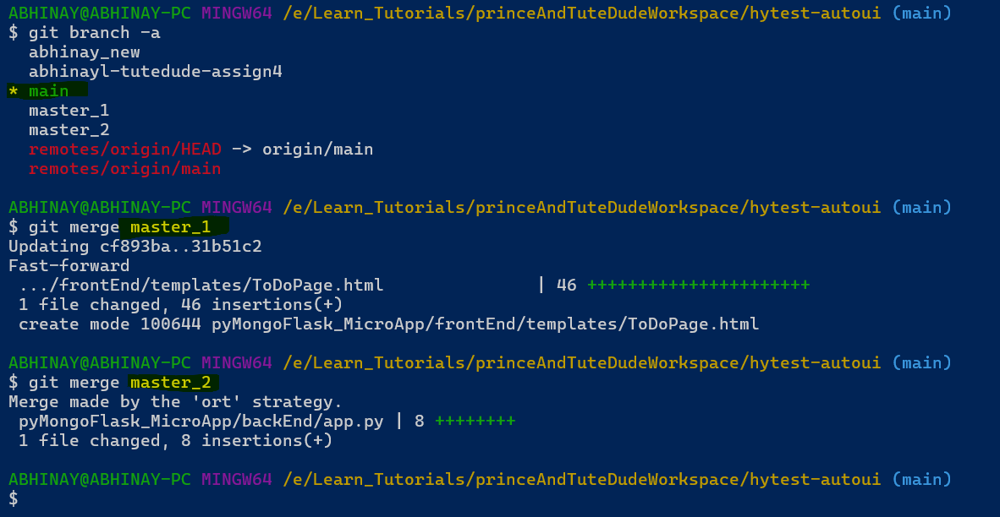 ABHINAY@ABHINAY-PC MINGW64 /e/Learn_Tutorials/princeAndTuteDudeWorkspace/hytest-autoui (main)
$ git branch -a
  abhinay_new
  abhinayl-tutedude-assign4
* main
  master_1
  master_2
  remotes/origin/HEAD -> origin/main
  remotes/origin/main

ABHINAY@ABHINAY-PC MINGW64 /e/Learn_Tutorials/princeAndTuteDudeWorkspace/hytest-autoui (main)
$ git merge master_1
Updating cf893ba..31b51c2
Fast-forward
 .../frontEnd/templates/ToDoPage.html               | 46 ++++++++++++++++++++++
 1 file changed, 46 insertions(+)
 create mode 100644 pyMongoFlask_MicroApp/frontEnd/templates/ToDoPage.html

ABHINAY@ABHINAY-PC MINGW64 /e/Learn_Tutorials/princeAndTuteDudeWorkspace/hytest-autoui (main)
$ git merge master_2
Merge made by the 'ort' strategy.
 pyMongoFlask_MicroApp/backEnd/app.py | 8 ++++++++
 1 file changed, 8 insertions(+)

ABHINAY@ABHINAY-PC MINGW64 /e/Learn_Tutorials/princeAndTuteDudeWorkspace/hytest-autoui (main)
$